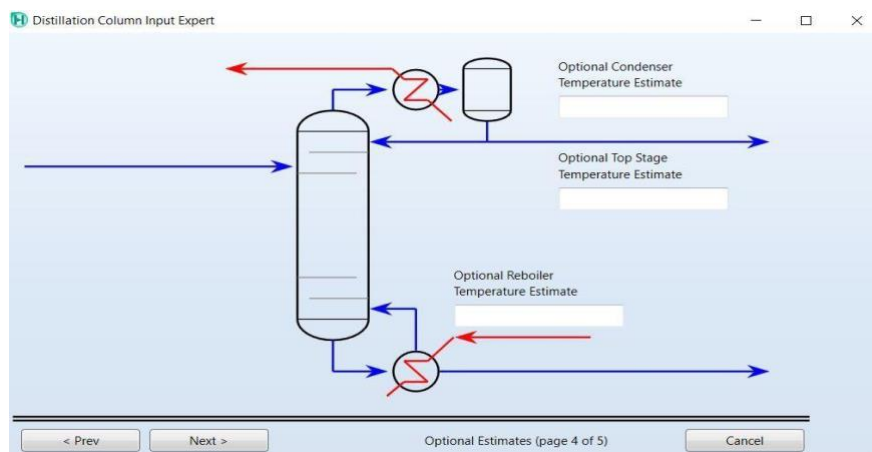 Distillation Column Input Expert
Optional Condenser
Temperature Estimate
Optional Top Stage
Temperature Estimate
Optional Reboiler
Temperature Estimate
< Prev
Next >
Optional Estimates (page 4 of 5)
Cancel